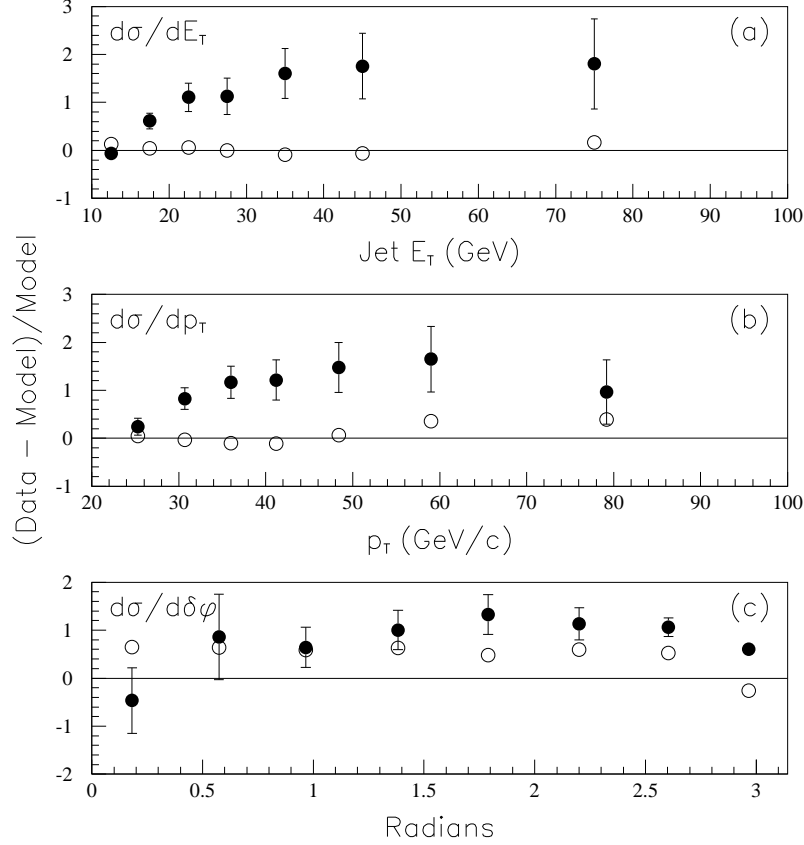 (Data − Model)/Model
dσ/dE_T
(a)
3
2
1
0
-1
10 20 30 40 50 60 70 80 90 100
Jet E_T (GeV)
dσ/dp_T
(b)
3
2
1
0
-1
20 30 40 50 60 70 80 90 100
p_T (GeV/c)
dσ/dδφ
(c)
2
1
0
-1
-2
0 0.5 1 1.5 2 2.5 3
Radians